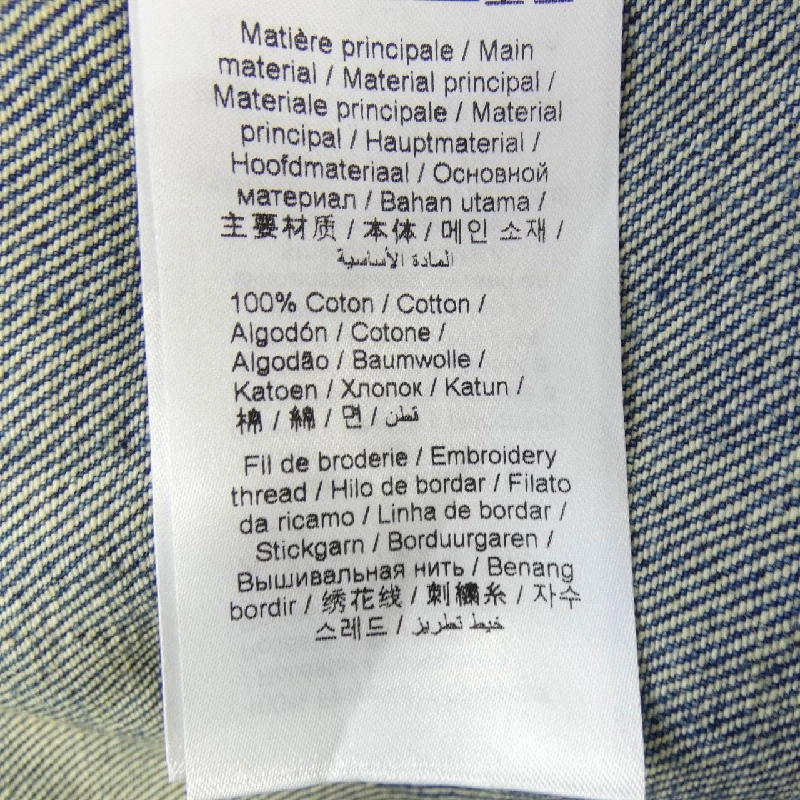 Matière principale / Main
material / Material principal /
Materiale principale / Material
principal / Hauptmaterial /
Hoofdmateriaal / Основной
материал / Bahan utama /
主要材质 / 本体 / 메인 소재 /
المادة الأساسية
100% Coton / Cotton /
Algodón / Cotone /
Algodão / Baumwolle /
Katoen / Хлопок / Katun /
棉 / 綿 / 면 / قطن
Fil de broderie / Embroidery
thread / Hilo de bordar / Filato
da ricamo / Linha de bordar /
Stickgarn / Borduurgaren /
Вышивальная нить / Benang
bordir / 绣花线 / 刺繍糸 / 자수
스레드 / خيط تطريز